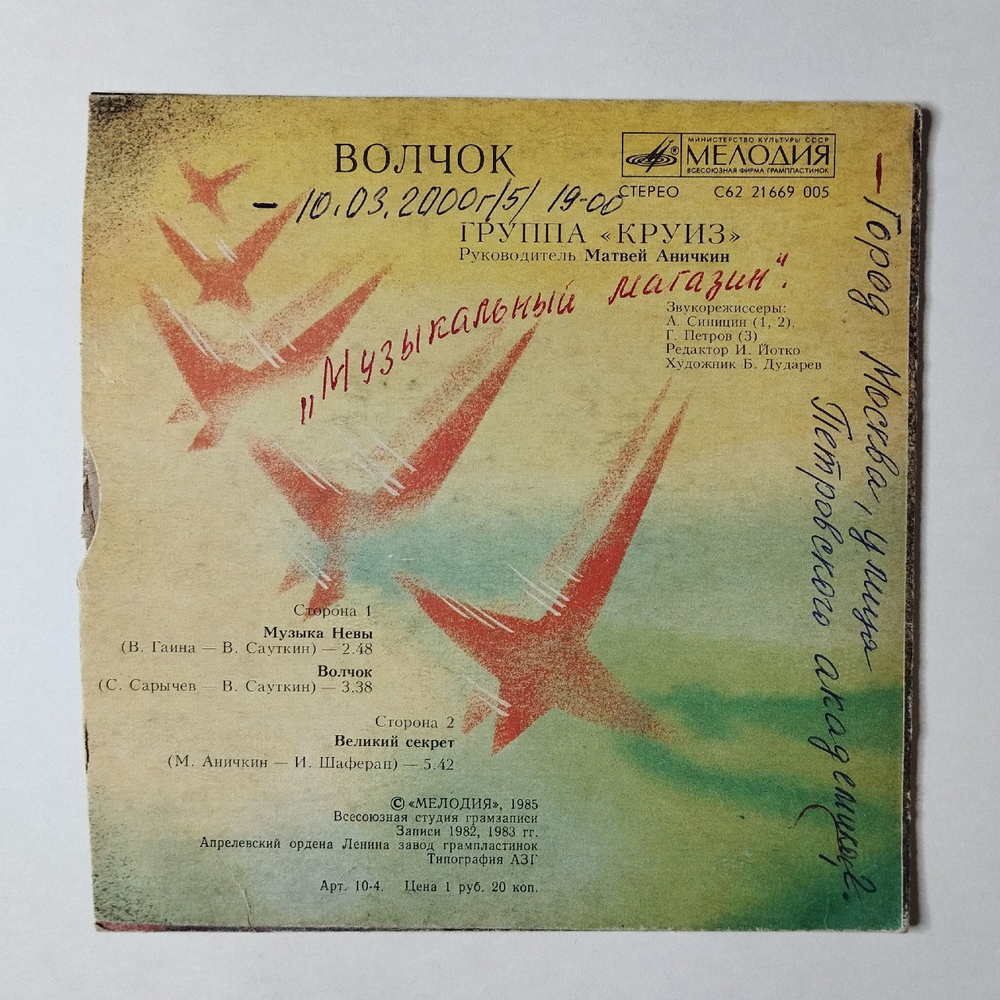 ВОЛЧОК
МИНИСТЕРСТВО КУЛЬТУРЫ СССР
МЕЛОДИЯ
ВСЕСОЮЗНАЯ ФИРМА ГРАМПЛАСТИНОК
СТЕРЕО С62 21669 005
- 10.03.2000г/5/ 19-00
ГРУППА «КРУИЗ»
Руководитель Матвей Аничкин
„Музыкальный магазин".
Звукорежиссеры:
А. Синицин (1, 2),
Г. Петров (3)
Редактор И. Йотко
Художник Б. Дударев
- Город Москва, улица
Петровского академика,
Сторона 1
Музыка Невы
(В. Гаина — В. Сауткин) — 2.48
Волчок
(С. Сарычев — В. Сауткин) — 3.38
Сторона 2
Великий секрет
(М. Аничкин — И. Шаферан) — 5.42
© «МЕЛОДИЯ», 1985
Всесоюзная студия грамзаписи
Записи 1982, 1983 гг.
Апрелевский ордена Ленина завод грампластинок
Типография АЗГ
Арт. 10-4. Цена 1 руб. 20 коп.